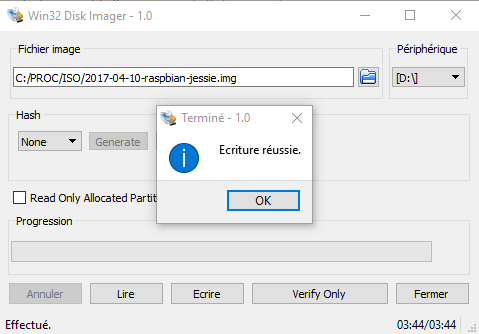 Win32 Disk Imager - 1.0
Fichier image
Périphérique
C:/PROC/ISO/2017-04-10-raspbian-jessie.img
[D:\]
Terminé - 1.0
Hash
None
Generate
Ecriture réussie.
OK
Read Only Allocated Partit
Progression
Annuler
Lire
Ecrire
Verify Only
Fermer
Effectué.
03:44/03:44